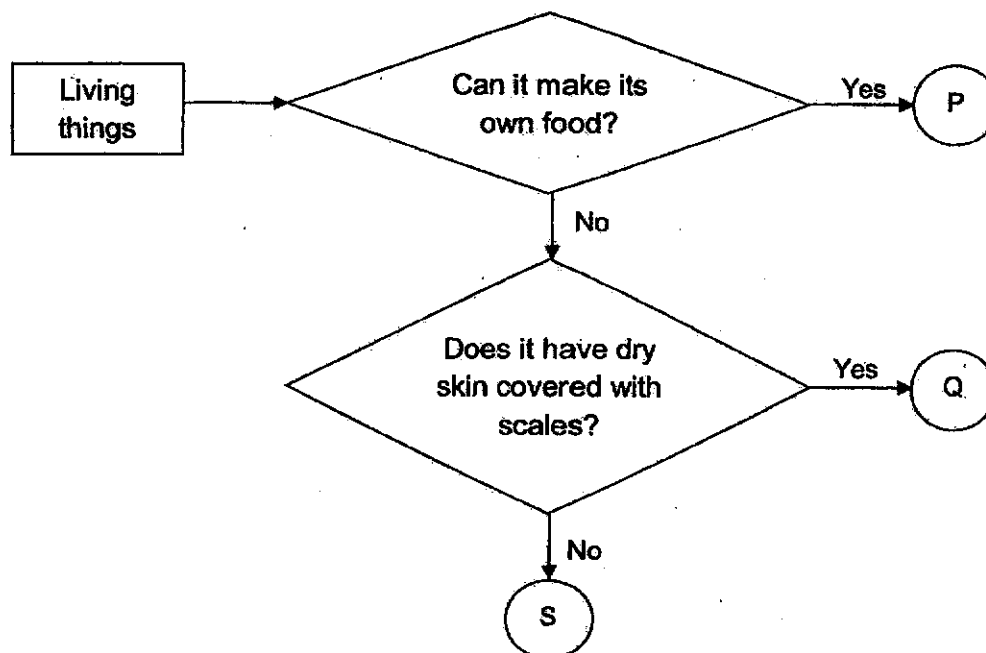 Living
things
Can it make its
own food?
Yes
P
No
Does it have dry
skin covered with
scales?
Yes
Q
No
S